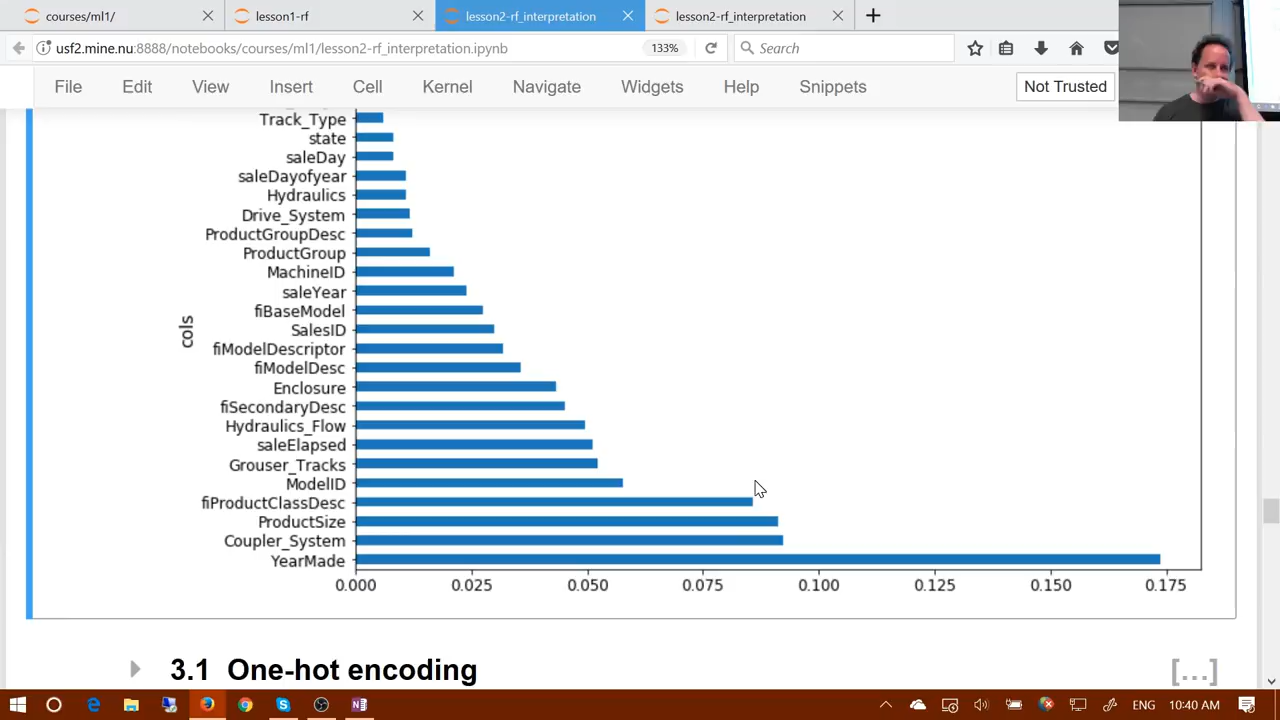 courses/ml1/
lesson1-rf
lesson2-rf_interpretation
lesson2-rf_interpretation
usf2.mine.nu:8888/notebooks/courses/ml1/lesson2-rf_interpretation.ipynb
133%
Search
File Edit View Insert Cell Kernel Navigate Widgets Help Snippets
Not Trusted
Track_Type
state
saleDay
saleDayofyear
Hydraulics
Drive_System
ProductGroupDesc
ProductGroup
MachineID
saleYear
fiBaseModel
SalesID
fiModelDescriptor
fiModelDesc
Enclosure
fiSecondaryDesc
Hydraulics_Flow
saleElapsed
Grouser_Tracks
ModelID
fiProductClassDesc
ProductSize
Coupler_System
YearMade
cols
0.000 0.025 0.050 0.075 0.100 0.125 0.150 0.175
3.1 One-hot encoding
[...]
ENG 10:40 AM